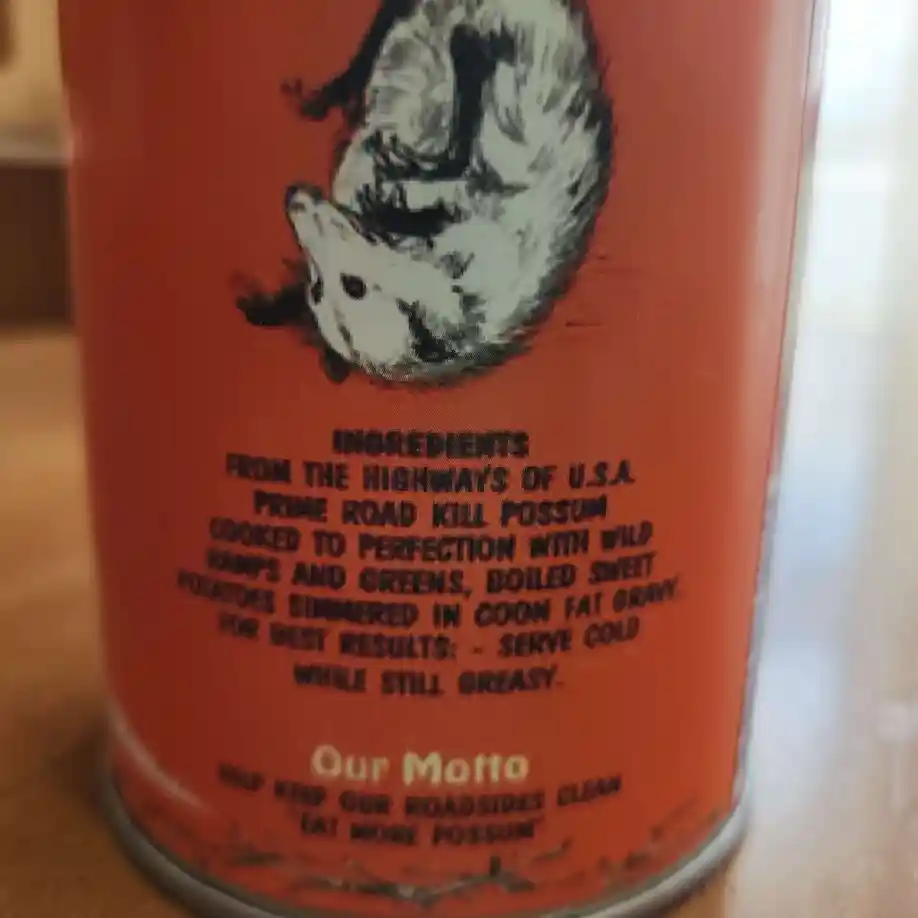 INGREDIENTS
FROM THE HIGHWAYS OF U.S.A.
PRIME ROAD KILL POSSUM
COOKED TO PERFECTION WITH WILD
RAMPS AND GREENS, BOILED SWEET
POTATOES SIMMERED IN COON FAT GRAVY.
FOR BEST RESULTS: - SERVE COLD
WHILE STILL GREASY.
Our Motto
HELP KEEP OUR ROADSIDES CLEAN
"EAT MORE POSSUM"